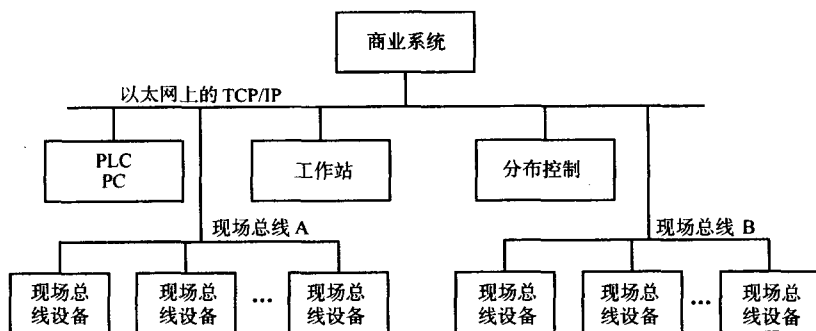 商业系统
以太网上的 TCP/IP
PLC
PC
工作站
分布控制
现场总线 A
现场总线 B
现场总
线设备
现场总
线设备
...
现场总
线设备
现场总
线设备
现场总
线设备
...
现场总
线设备